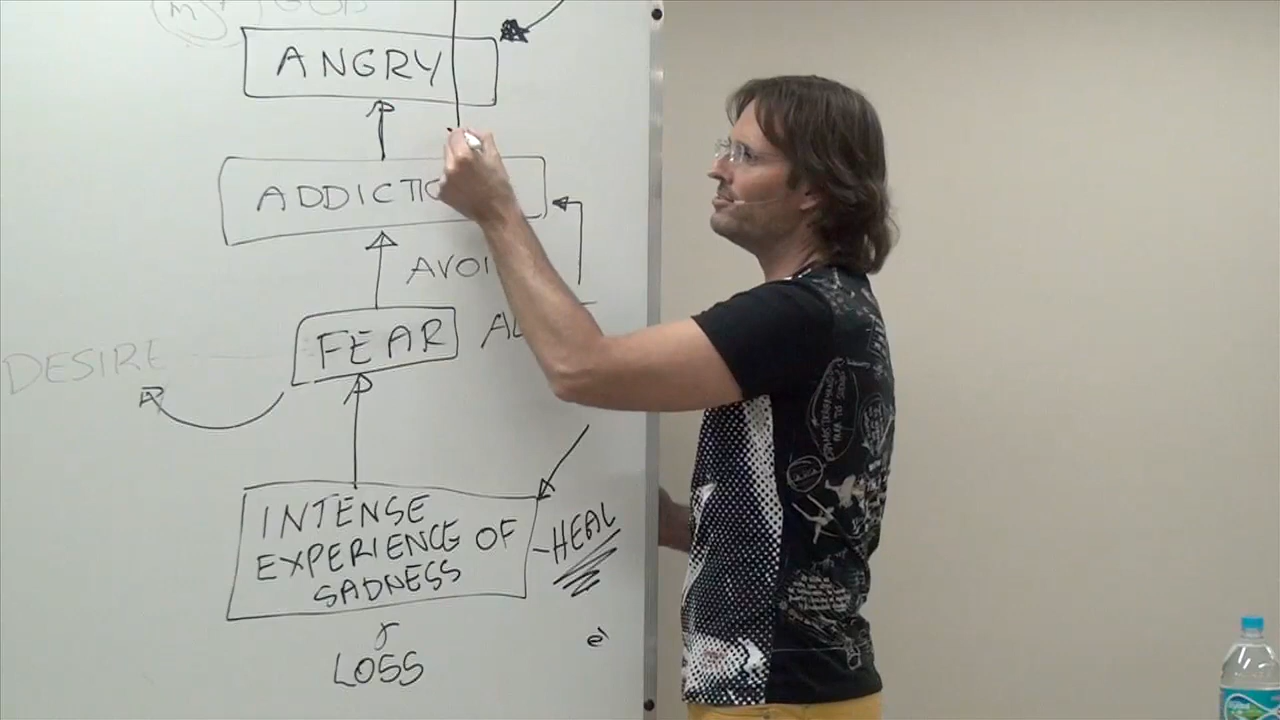 ANGRY
ADDICTIO
AVOI
FEAR
DESIRE
INTENSE
EXPERIENCE OF
SADNESS
-HEAL
LOSS